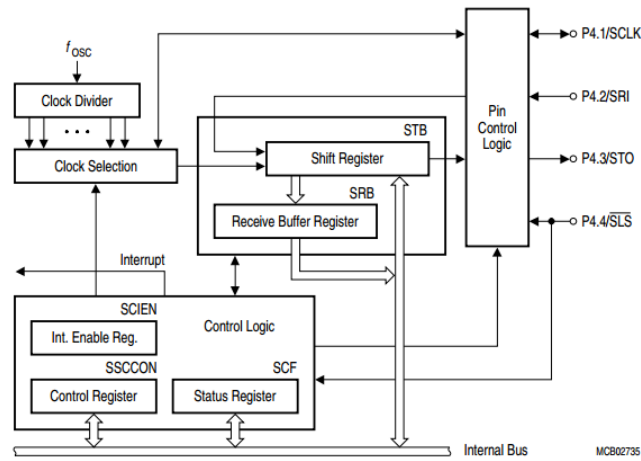 f OSC
Clock Divider
. . .
Clock Selection
STB
Shift Register
SRB
Receive Buffer Register
Pin
Control
Logic
P4.1/SCLK
P4.2/SRI
P4.3/STO
P4.4/SLS
Interrupt
SCIEN
Int. Enable Reg.
Control Logic
SSCCON
Control Register
SCF
Status Register
Internal Bus
MCB02735